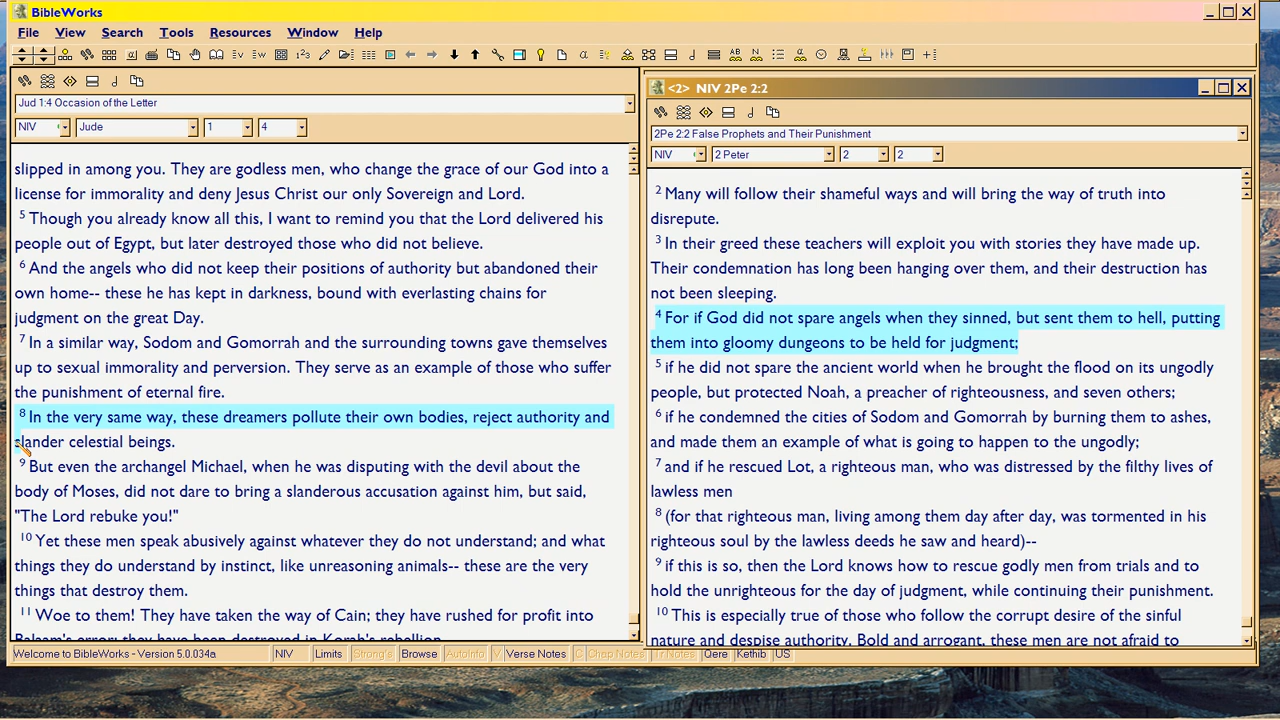 BibleWorks
File View Search Tools Resources Window Help
Jud 1:4 Occasion of the Letter
NIV Jude 1 4
slipped in among you. They are godless men, who change the grace of our God into a
license for immorality and deny Jesus Christ our only Sovereign and Lord.
5 Though you already know all this, I want to remind you that the Lord delivered his
people out of Egypt, but later destroyed those who did not believe.
6 And the angels who did not keep their positions of authority but abandoned their
own home-- these he has kept in darkness, bound with everlasting chains for
judgment on the great Day.
7 In a similar way, Sodom and Gomorrah and the surrounding towns gave themselves
up to sexual immorality and perversion. They serve as an example of those who suffer
the punishment of eternal fire.
8 In the very same way, these dreamers pollute their own bodies, reject authority and
slander celestial beings.
9 But even the archangel Michael, when he was disputing with the devil about the
body of Moses, did not dare to bring a slanderous accusation against him, but said,
"The Lord rebuke you!"
10 Yet these men speak abusively against whatever they do not understand; and what
things they do understand by instinct, like unreasoning animals-- these are the very
things that destroy them.
11 Woe to them! They have taken the way of Cain; they have rushed for profit into
Balaam's error; they have been destroyed in Korah's rebellion.
<2> NIV 2Pe 2:2
2Pe 2:2 False Prophets and Their Punishment
NIV 2 Peter 2 2
2 Many will follow their shameful ways and will bring the way of truth into
disrepute.
3 In their greed these teachers will exploit you with stories they have made up.
Their condemnation has long been hanging over them, and their destruction has
not been sleeping.
4 For if God did not spare angels when they sinned, but sent them to hell, putting
them into gloomy dungeons to be held for judgment;
5 if he did not spare the ancient world when he brought the flood on its ungodly
people, but protected Noah, a preacher of righteousness, and seven others;
6 if he condemned the cities of Sodom and Gomorrah by burning them to ashes,
and made them an example of what is going to happen to the ungodly;
7 and if he rescued Lot, a righteous man, who was distressed by the filthy lives of
lawless men
8 (for that righteous man, living among them day after day, was tormented in his
righteous soul by the lawless deeds he saw and heard)--
9 if this is so, then the Lord knows how to rescue godly men from trials and to
hold the unrighteous for the day of judgment, while continuing their punishment.
10 This is especially true of those who follow the corrupt desire of the sinful
nature and despise authority. Bold and arrogant, these men are not afraid to
Welcome to BibleWorks - Version 5.0.034a NIV Limits Strong's Browse AutoInfo V Verse Notes C Chap Notes Tr Notes Qere Kethib US